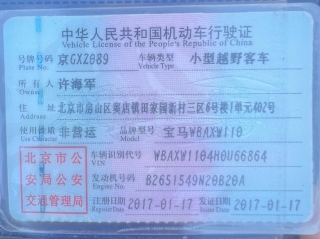 中华人民共和国机动车行驶证
Vehicle License of the People's Republic of China
号牌号码 京GX2089 车辆类型 小型越野客车
Plate No. Vehicle Type
所有人 许海军
Owner
住址 北京市房山区窦店镇田家园新村三区6号楼1单元402号
Address
使用性质 非营运 品牌型号 宝马WBAXW110
Use Character Model
北京市公安局公安交通管理局
车辆识别代号 WBAXW1104H0U66864
VIN
发动机号码 B2651549N20B20A
Engine No.
注册日期 2017-01-17 发证日期 2017-01-17
Register Date Issue Date